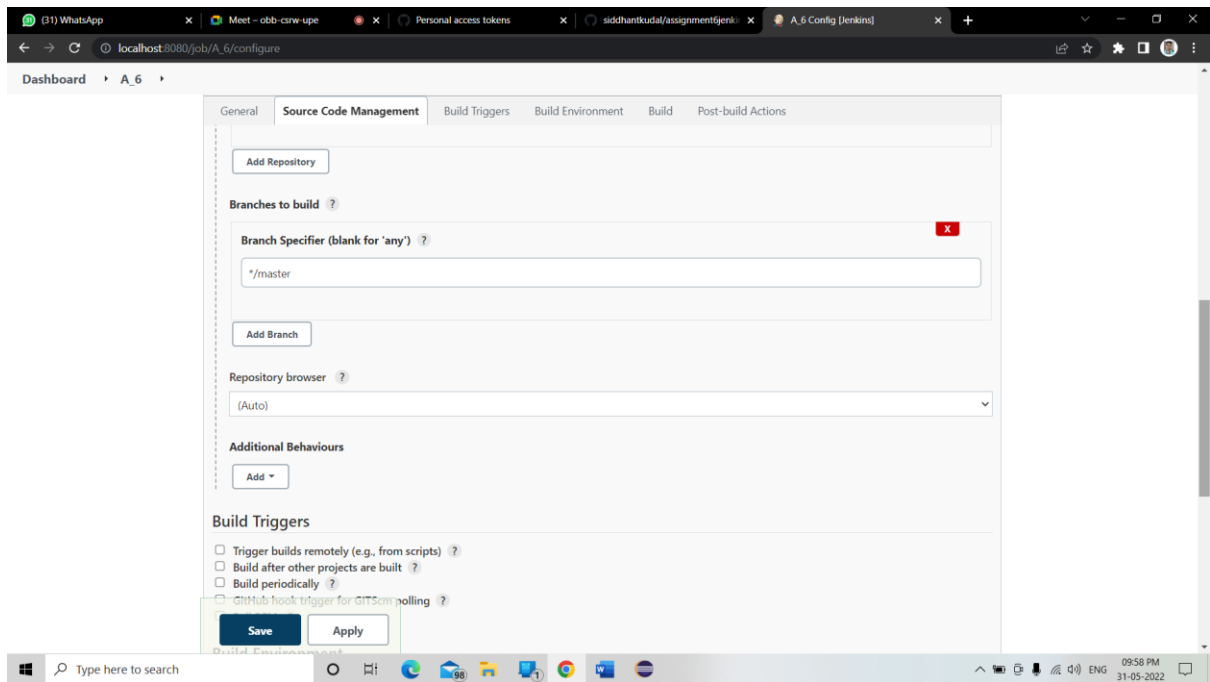 (31) WhatsApp
Meet – obb-csrw-upe
Personal access tokens
siddhantkudal/assignment6jenki
A_6 Config [Jenkins]
localhost:8080/job/A_6/configure
Dashboard A_6
General Source Code Management Build Triggers Build Environment Build Post-build Actions
Add Repository
Branches to build ?
X
Branch Specifier (blank for 'any') ?
*/master
Add Branch
Repository browser ?
(Auto)
Additional Behaviours
Add
Build Triggers
Trigger builds remotely (e.g., from scripts) ?
Build after other projects are built ?
Build periodically ?
GitHub hook trigger for GITScm polling ?
Save Apply
Build Environment
Type here to search
98
1
ENG
09:58 PM
31-05-2022